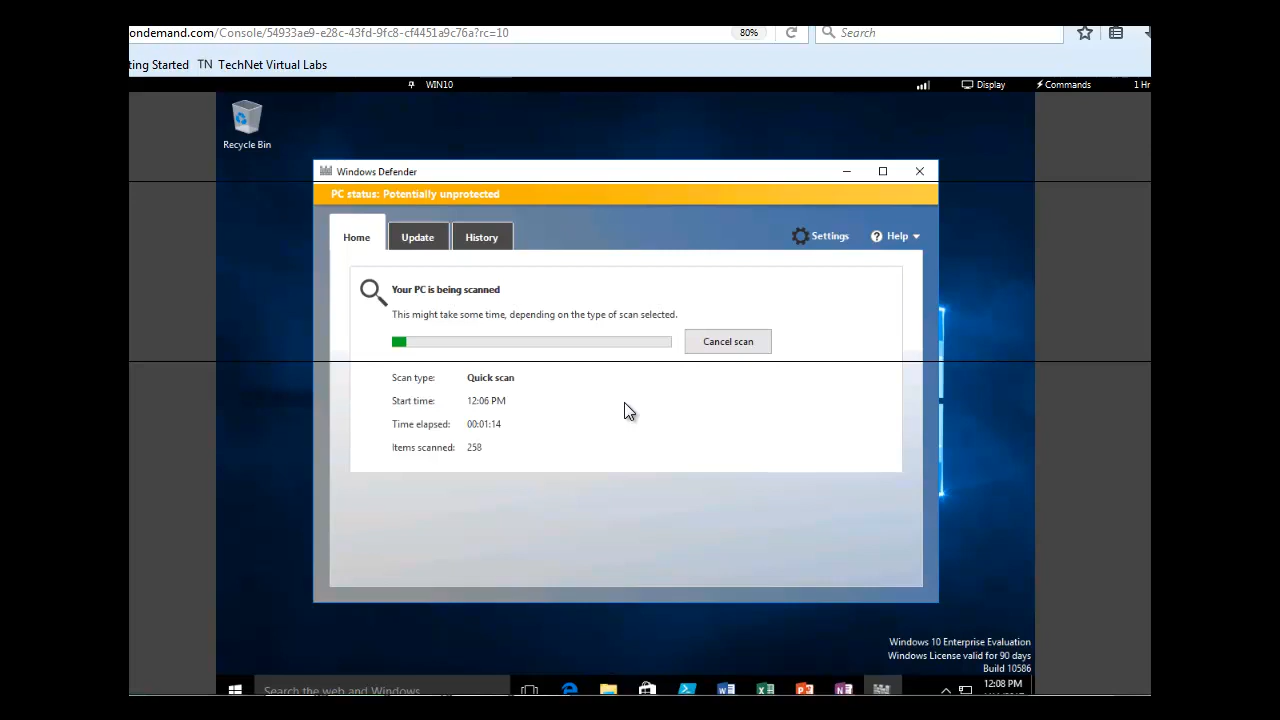 ondemand.com/Console/54933ae9-e28c-43fd-9fc8-cf4451a9c76a?rc=10 80% Search
ting Started TN TechNet Virtual Labs
WIN10 Display Commands 1 Hr
Recycle Bin
Windows Defender
PC status: Potentially unprotected
Home Update History Settings ? Help
Your PC is being scanned
This might take some time, depending on the type of scan selected.
Cancel scan
Scan type: Quick scan
Start time: 12:06 PM
Time elapsed: 00:01:14
Items scanned: 258
Windows 10 Enterprise Evaluation
Windows License valid for 90 days
Build 10586
Search the web and Windows
12:08 PM